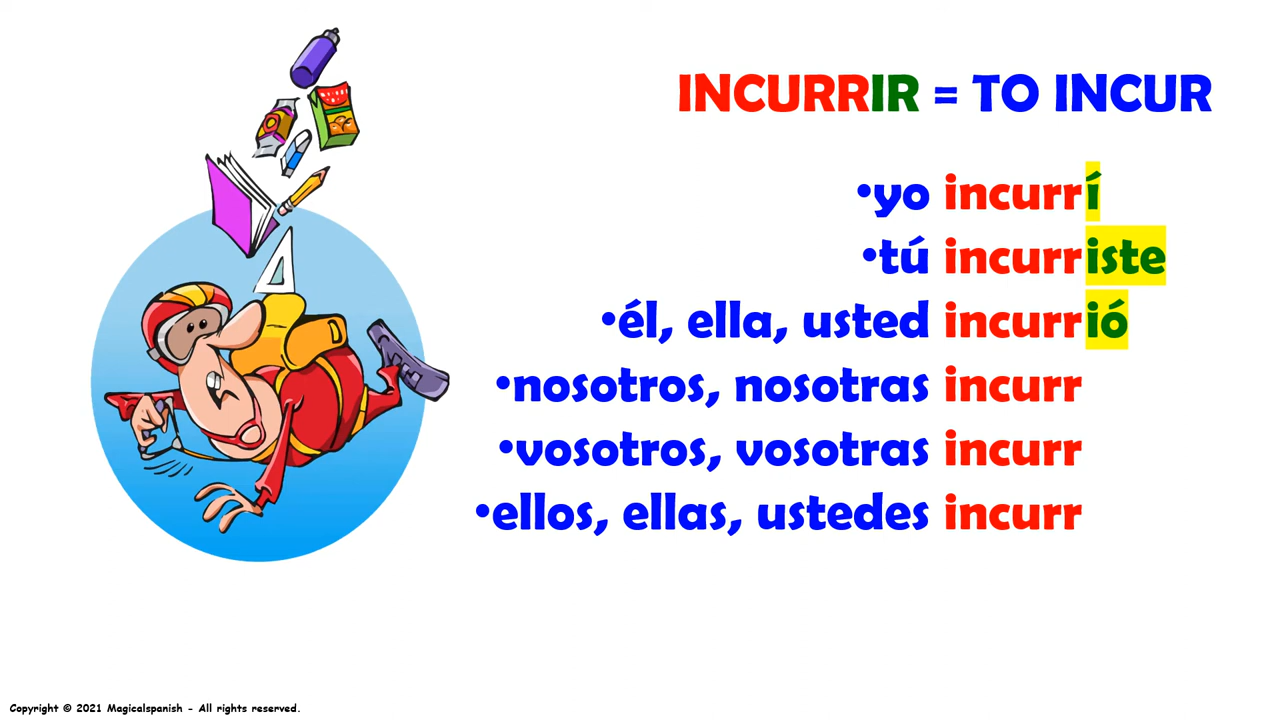 INCURRIR = TO INCUR
•yo incurrí
•tú incurriste
•él, ella, usted incurrió
•nosotros, nosotras incurr
•vosotros, vosotras incurr
•ellos, ellas, ustedes incurr
Copyright © 2021 Magicalspanish - All rights reserved.